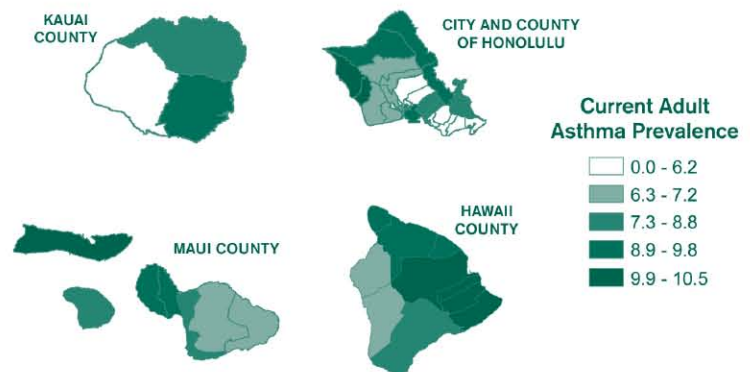 KAUAI
COUNTY
CITY AND COUNTY
OF HONOLULU
Current Adult
Asthma Prevalence
0.0 - 6.2
6.3 - 7.2
7.3 - 8.8
8.9 - 9.8
9.9 - 10.5
MAUI COUNTY
HAWAII
COUNTY